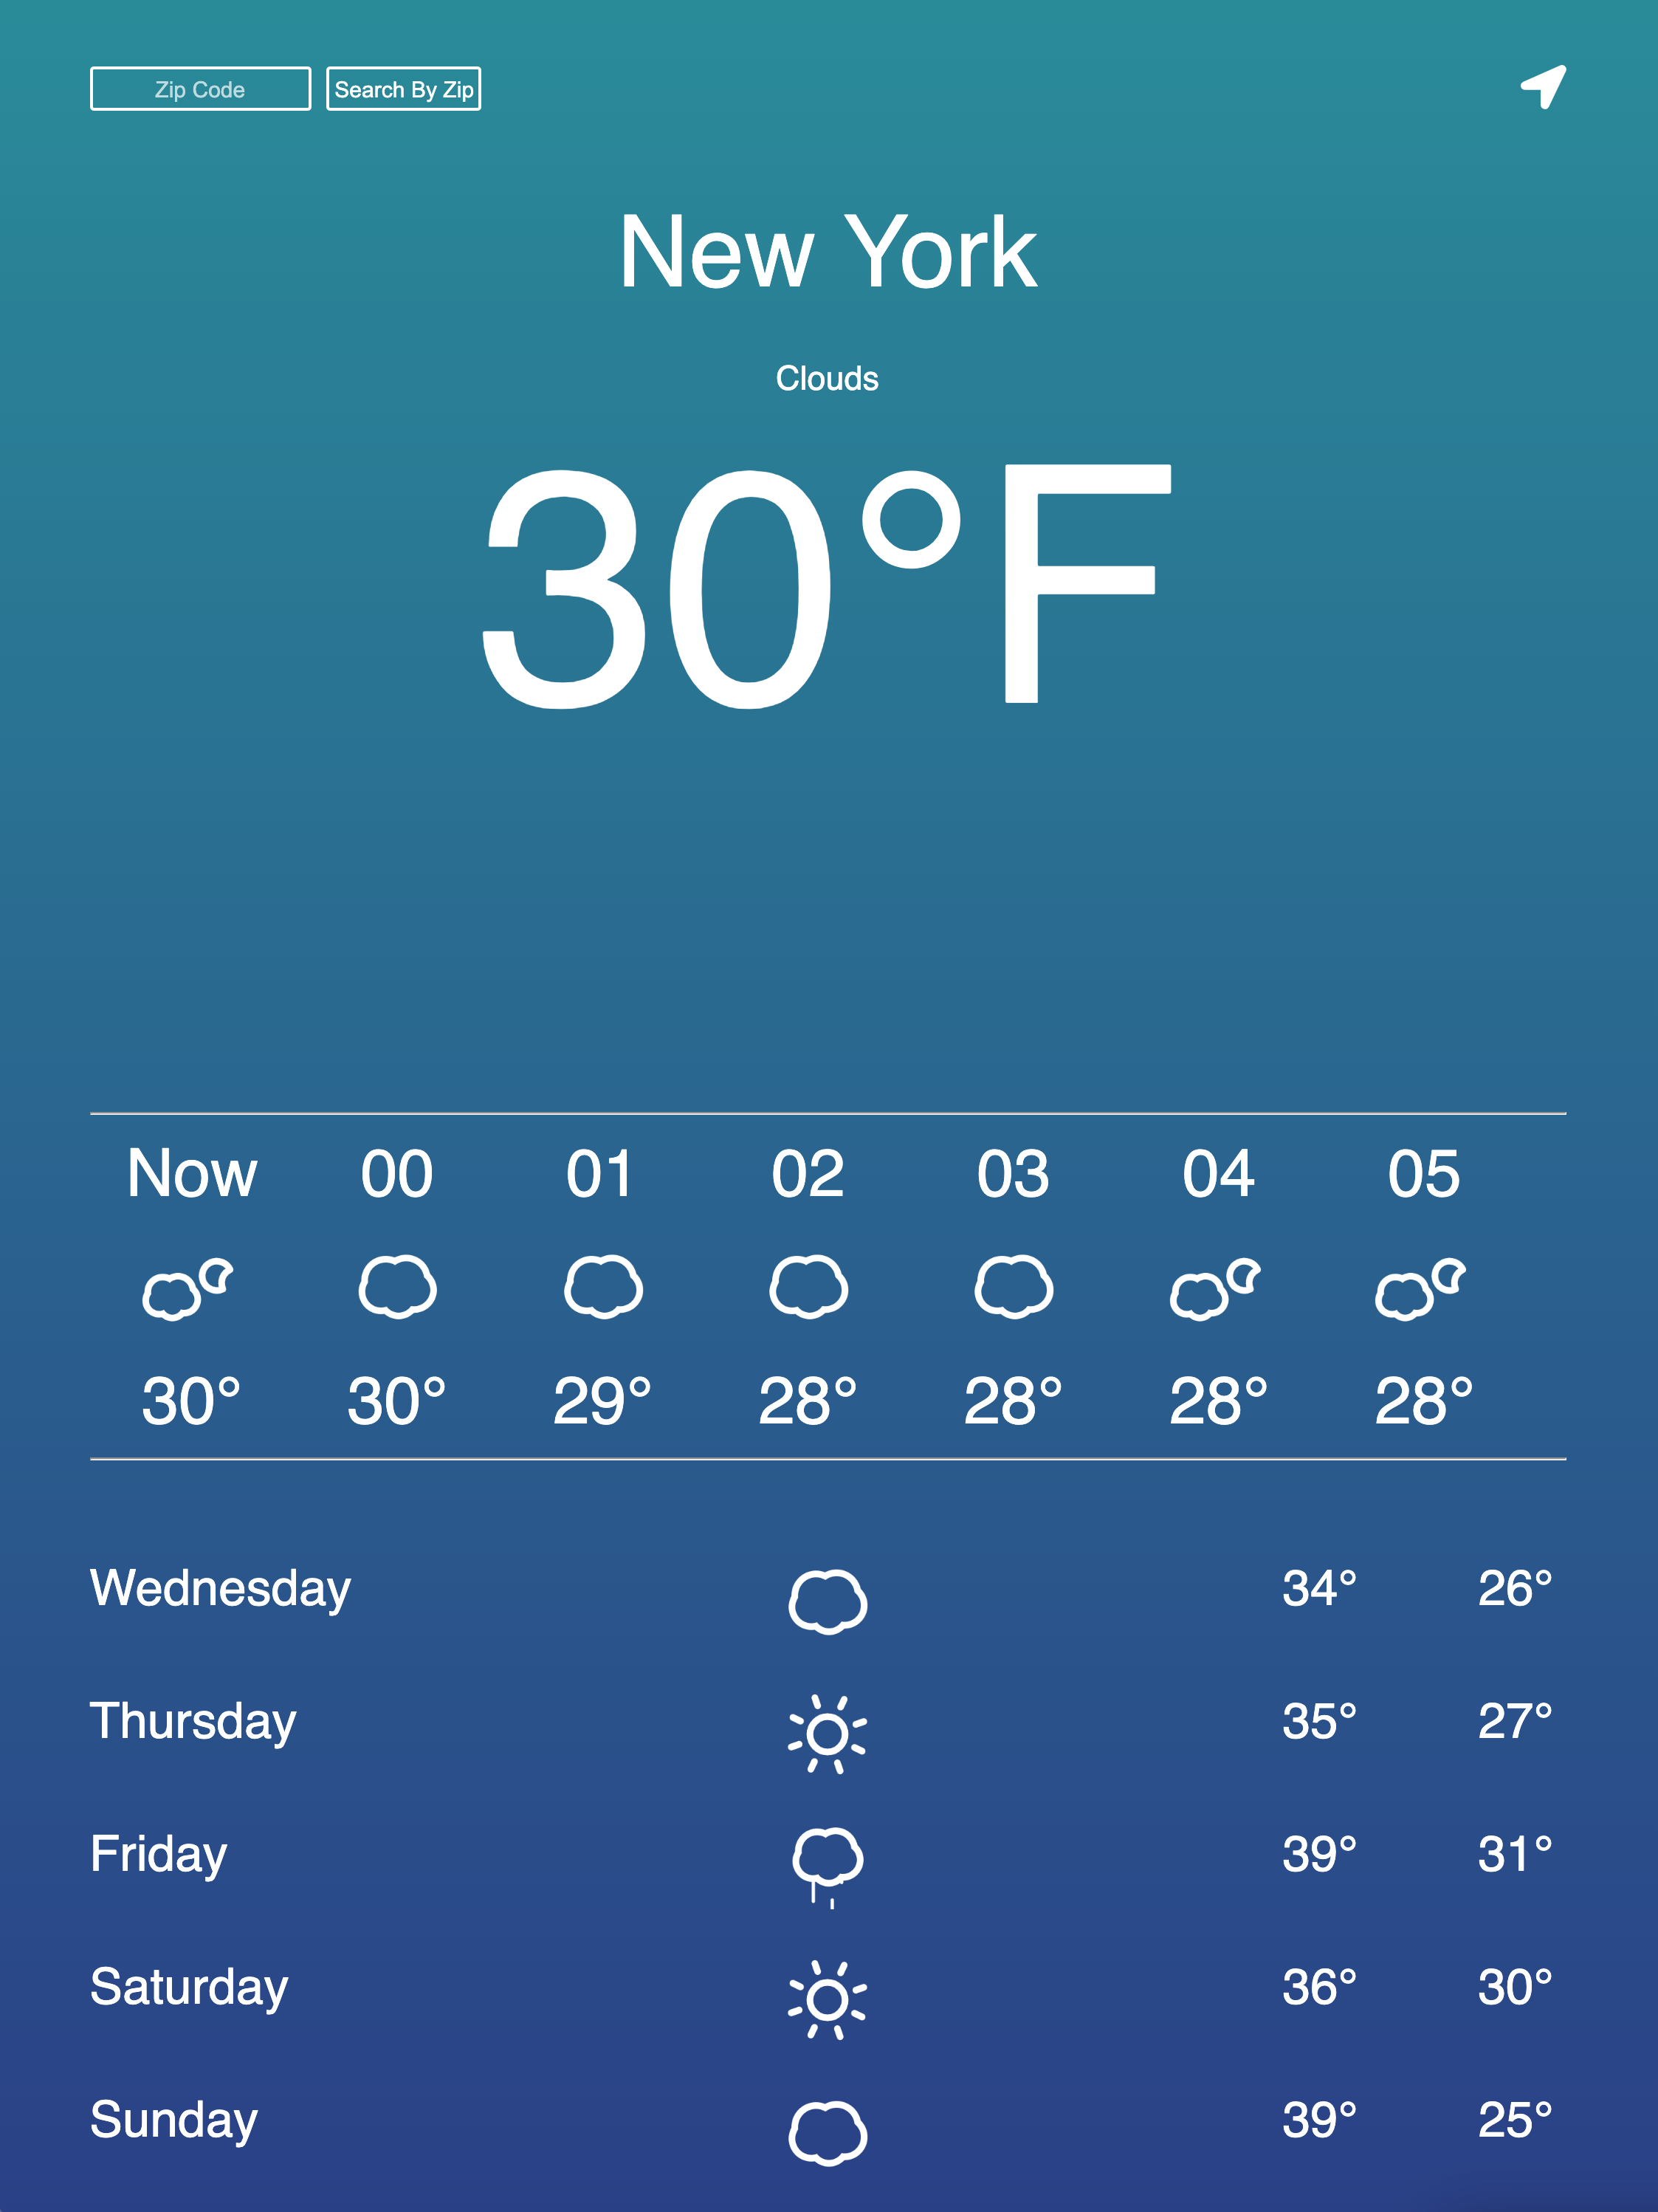 Zip Code Search By Zip
New York
Clouds
30°F
Now 00 01 02 03 04 05
30° 30° 29° 28° 28° 28° 28°
Wednesday 34° 26°
Thursday 35° 27°
Friday 39° 31°
Saturday 36° 30°
Sunday 39° 25°